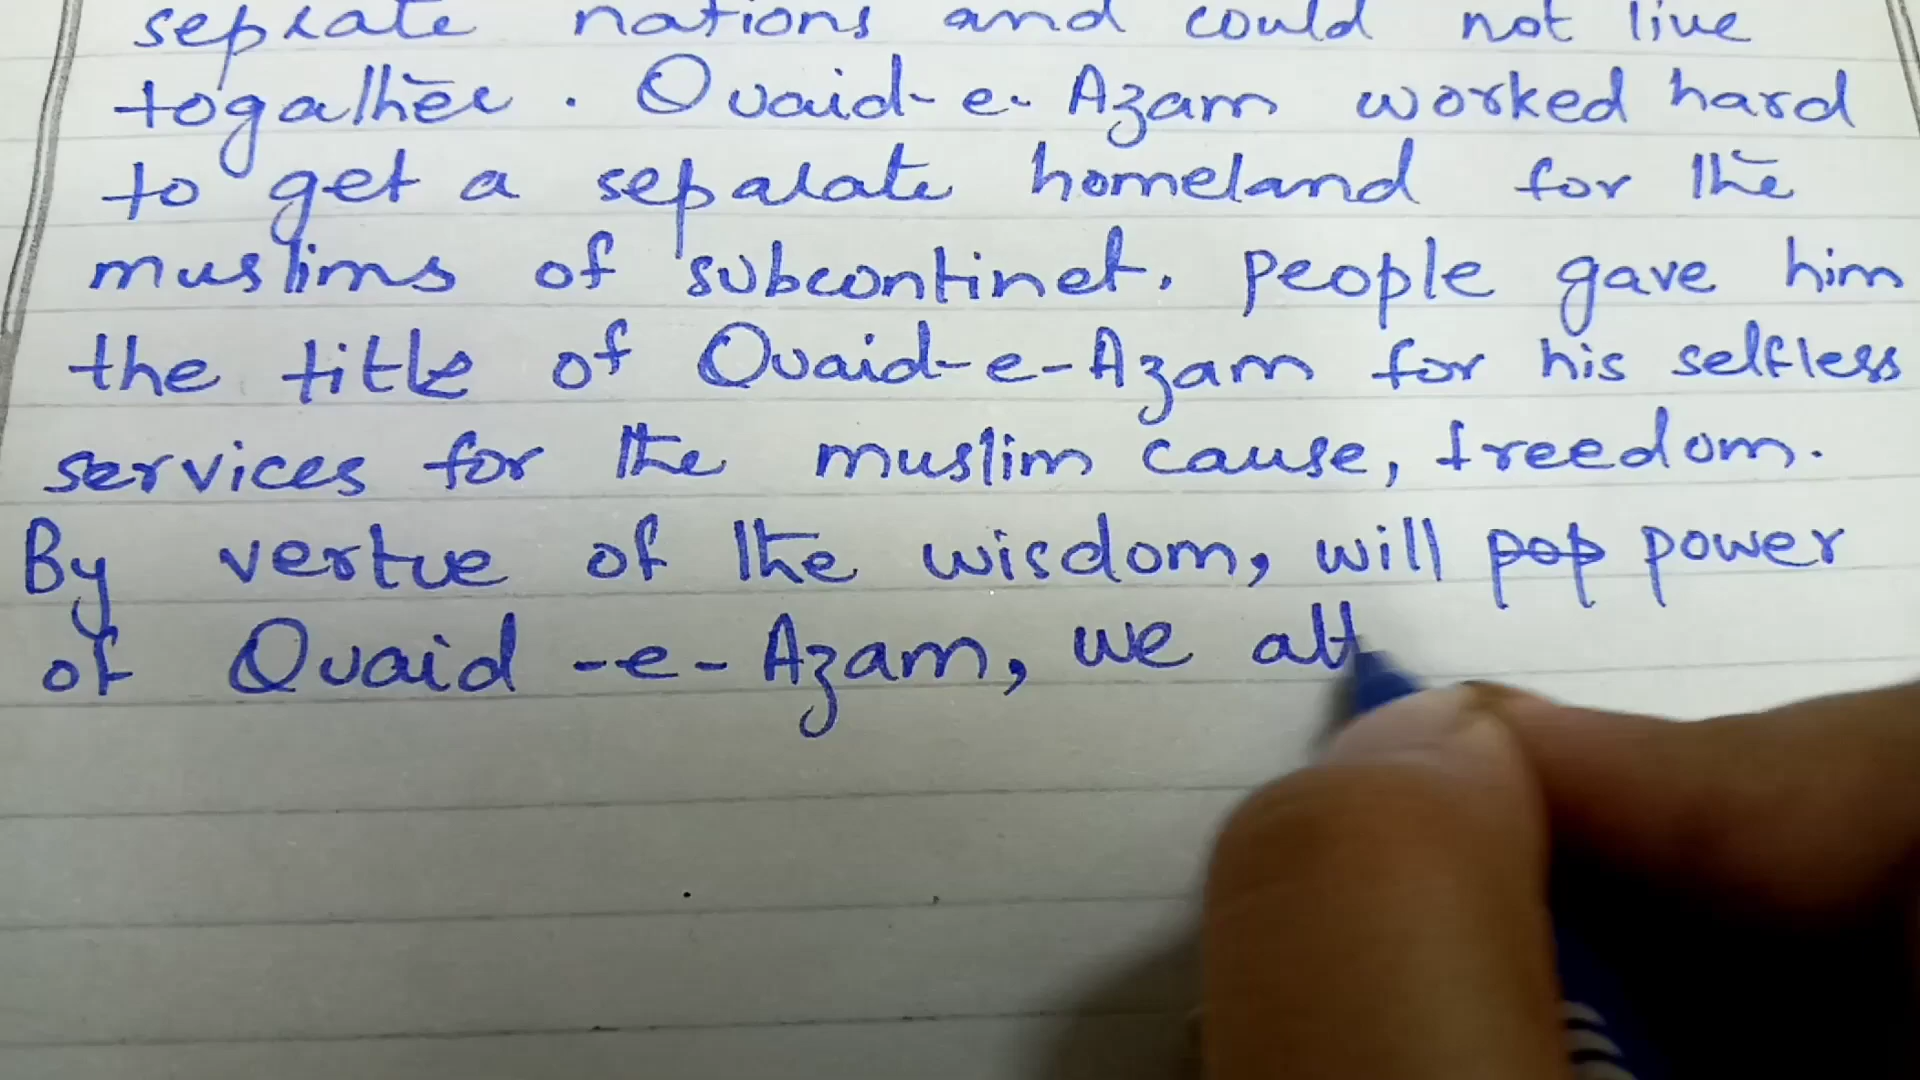 seprate nations and could not live
togather. Quaid-e-Azam worked hard
to get a separate homeland for the
muslims of subcontinet. people gave him
the title of Quaid-e-Azam for his selfless
services for the muslim cause, freedom.
By vertue of the wisdom, will pop power
of Quaid-e-Azam, we att